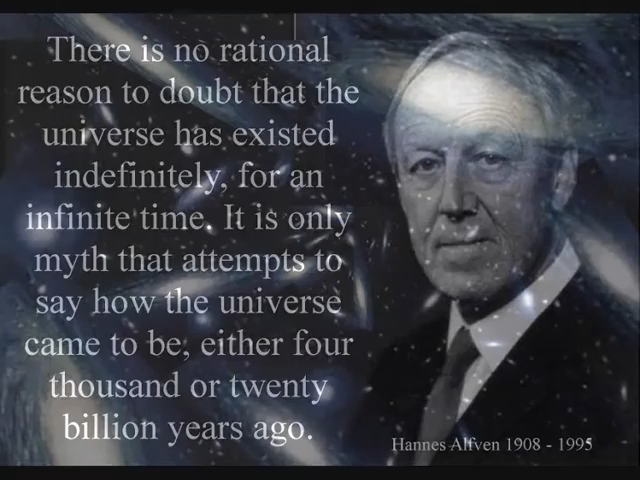 There is no rational
reason to doubt that the
universe has existed
indefinitely, for an
infinite time. It is only
myth that attempts to
say how the universe
came to be, either four
thousand or twenty
billion years ago.
Hannes Alfven 1908 - 1995